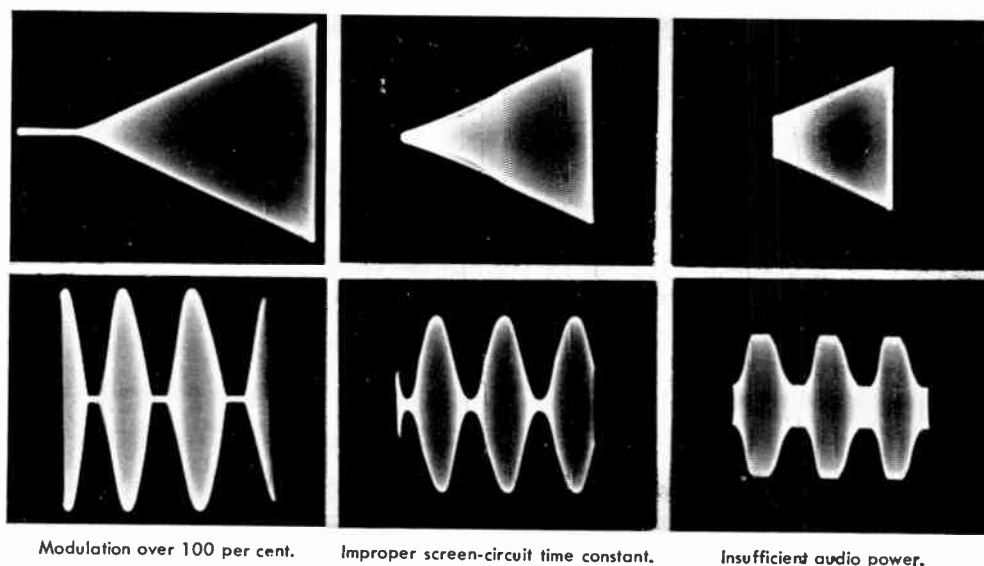 Modulation over 100 per cent.
Improper screen-circuit time constant.
Insufficient audio power.